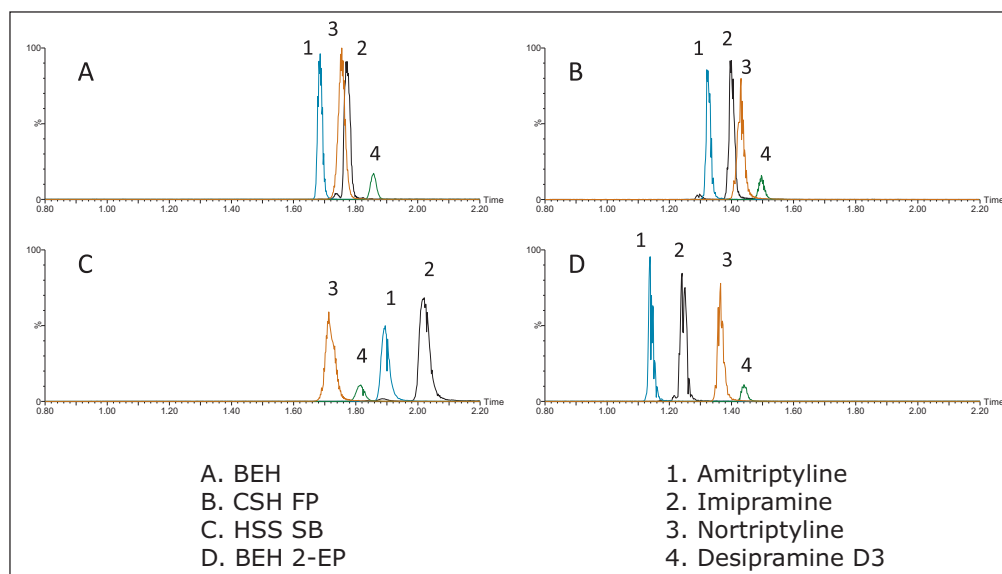 3
1
2
100
A
4
%
0
Time
0.80 1.00 1.20 1.40 1.60 1.80 2.00 2.20
2
1
3
100
B
4
%
0
Time
0.80 1.00 1.20 1.40 1.60 1.80 2.00 2.20
2
3
1
100
C
4
%
0
Time
0.80 1.00 1.20 1.40 1.60 1.80 2.00 2.20
1
2
3
100
D
4
%
0
Time
0.80 1.00 1.20 1.40 1.60 1.80 2.00 2.20
A. BEH
B. CSH FP
C. HSS SB
D. BEH 2-EP
1. Amitriptyline
2. Imipramine
3. Nortriptyline
4. Desipramine D3